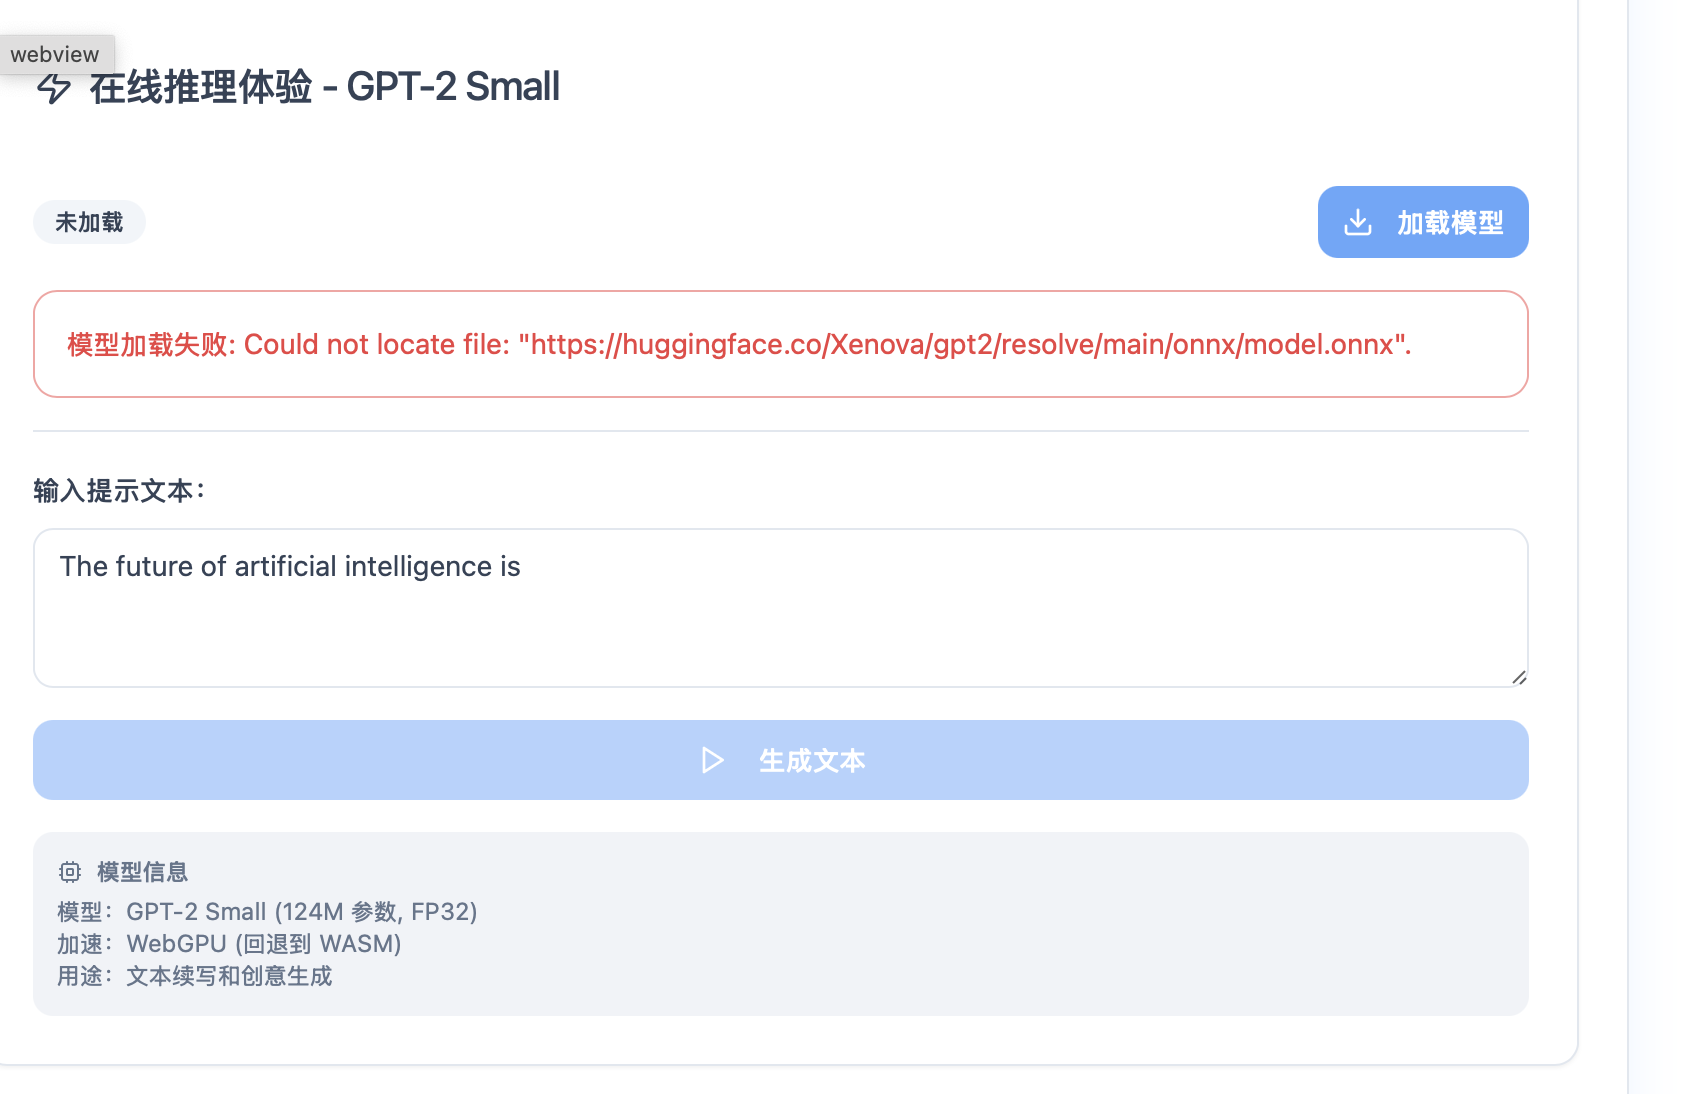 webview
在线推理体验 - GPT-2 Small
未加载
加载模型
模型加载失败: Could not locate file: "https://huggingface.co/Xenova/gpt2/resolve/main/onnx/model.onnx".
输入提示文本：
The future of artificial intelligence is
生成文本
模型信息
模型：GPT-2 Small (124M 参数, FP32)
加速：WebGPU (回退到 WASM)
用途：文本续写和创意生成